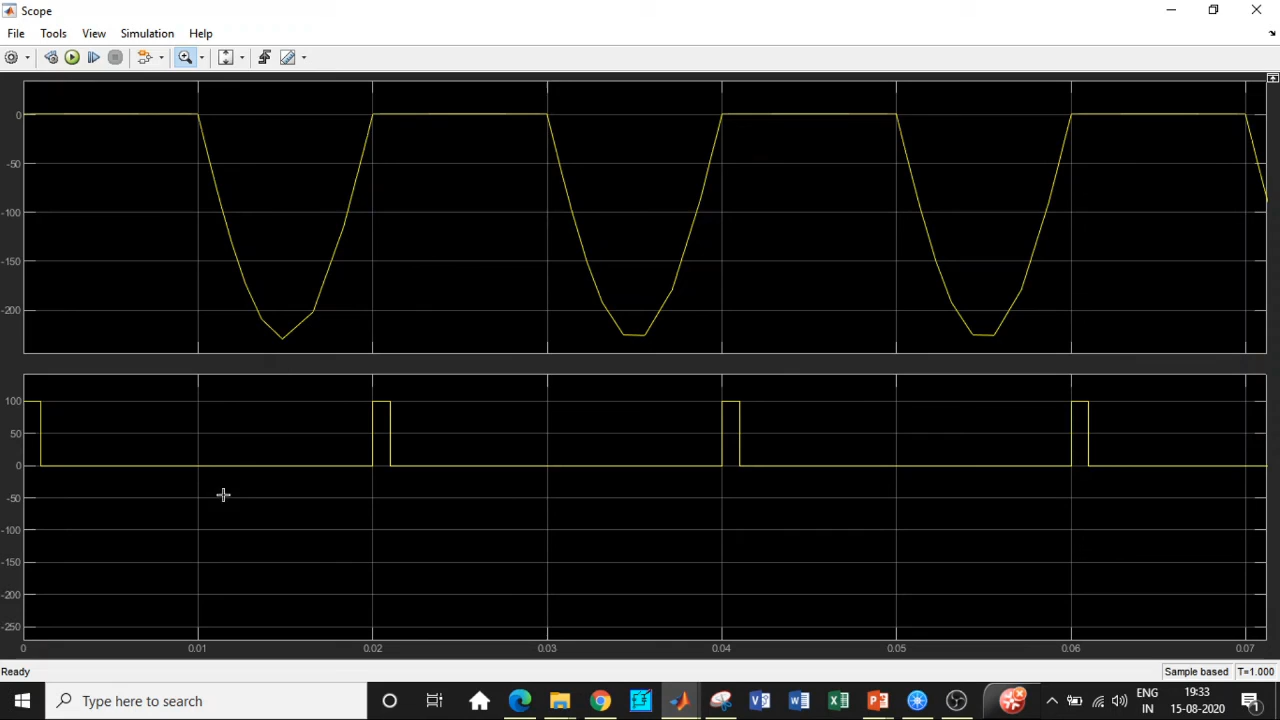 Scope
File Tools View Simulation Help
0
-50
-100
-150
-200
100
50
0
-50
-100
-150
-200
-250
0 0.01 0.02 0.03 0.04 0.05 0.06 0.07
Ready
Sample based T=1.000
Type here to search
ENG
IN
19:33
15-08-2020
1